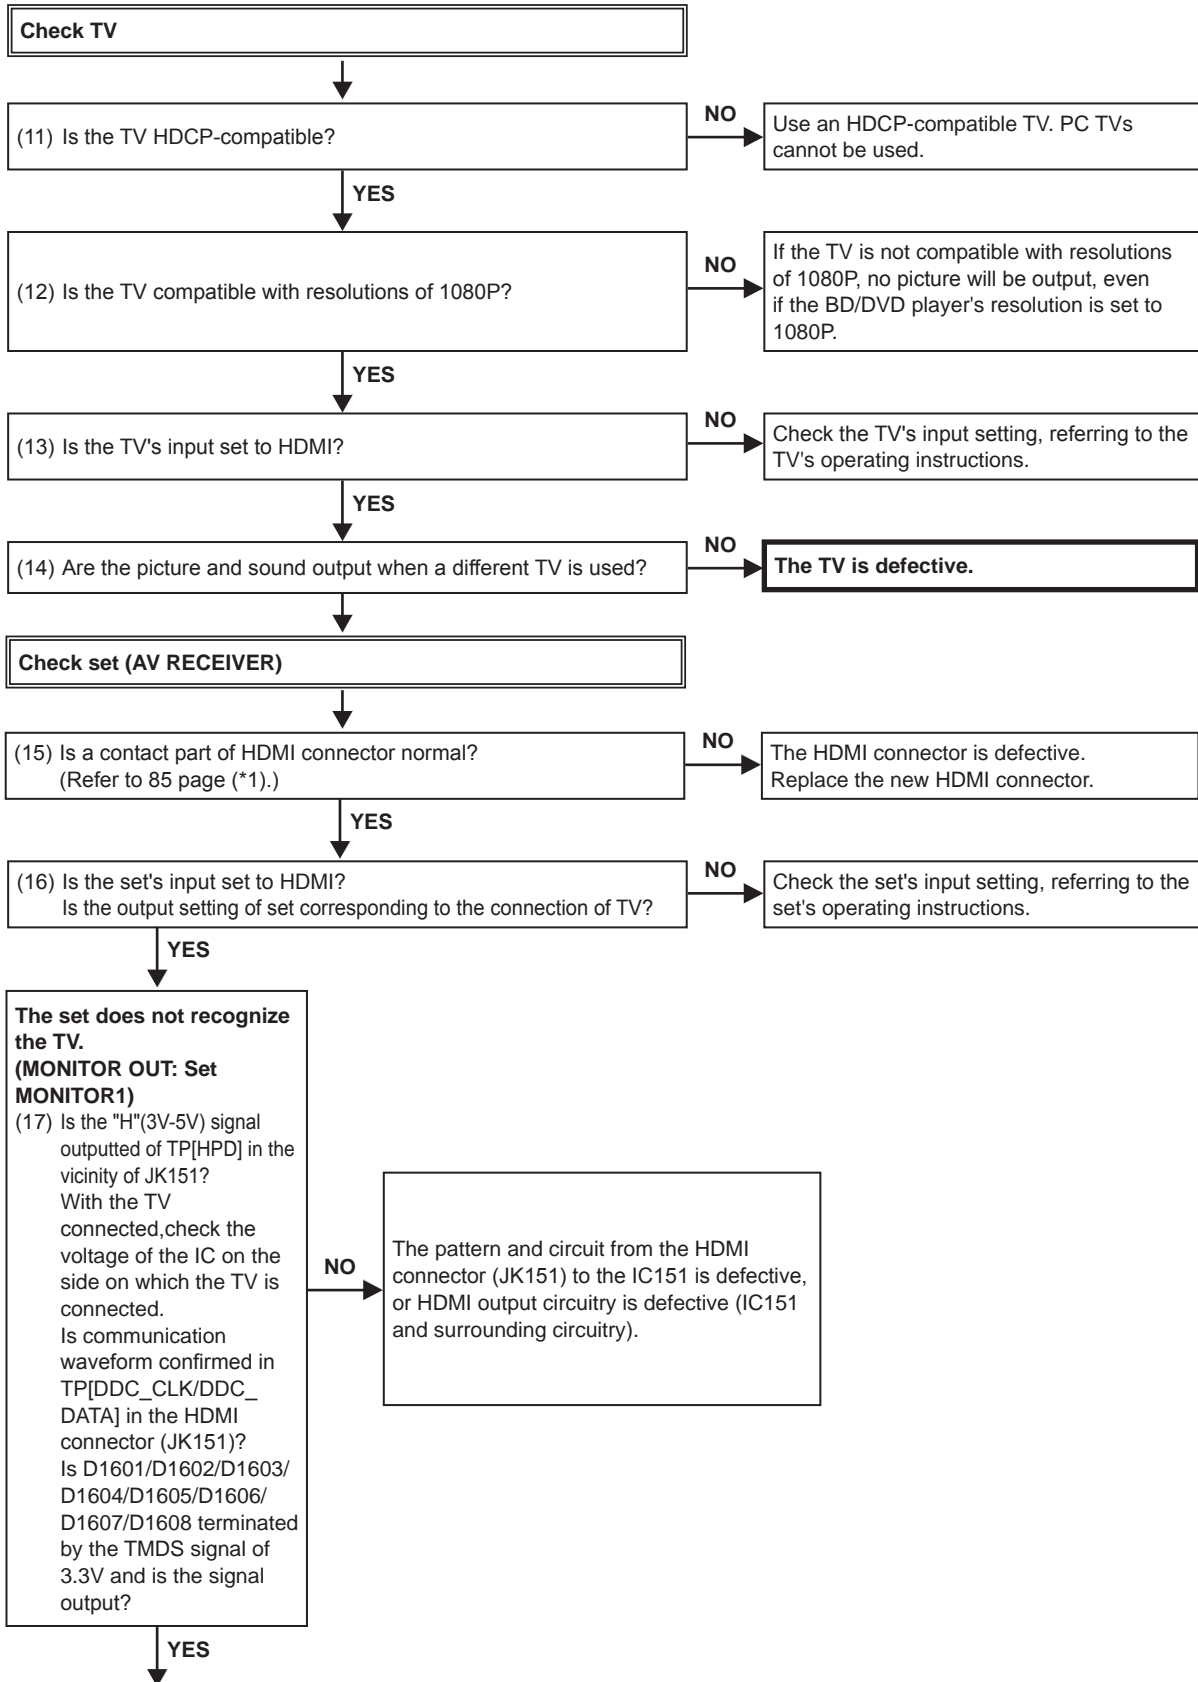 Check TV
(11) Is the TV HDCP-compatible?
NO
Use an HDCP-compatible TV. PC TVs
cannot be used.
YES
(12) Is the TV compatible with resolutions of 1080P?
NO
If the TV is not compatible with resolutions
of 1080P, no picture will be output, even
if the BD/DVD player's resolution is set to
1080P.
YES
(13) Is the TV's input set to HDMI?
NO
Check the TV's input setting, referring to the
TV's operating instructions.
YES
(14) Are the picture and sound output when a different TV is used?
NO
The TV is defective.
Check set (AV RECEIVER)
(15) Is a contact part of HDMI connector normal?
(Refer to 85 page (*1).)
NO
The HDMI connector is defective.
Replace the new HDMI connector.
YES
(16) Is the set's input set to HDMI?
Is the output setting of set corresponding to the connection of TV?
NO
Check the set's input setting, referring to the
set's operating instructions.
YES
The set does not recognize
the TV.
(MONITOR OUT: Set
MONITOR1)
(17) Is the "H"(3V-5V) signal
outputted of TP[HPD] in the
vicinity of JK151?
With the TV
connected,check the
voltage of the IC on the
side on which the TV is
connected.
Is communication
waveform confirmed in
TP[DDC_CLK/DDC_
DATA] in the HDMI
connector (JK151)?
Is D1601/D1602/D1603/
D1604/D1605/D1606/
D1607/D1608 terminated
by the TMDS signal of
3.3V and is the signal
output?
NO
The pattern and circuit from the HDMI
connector (JK151) to the IC151 is defective,
or HDMI output circuitry is defective (IC151
and surrounding circuitry).
YES